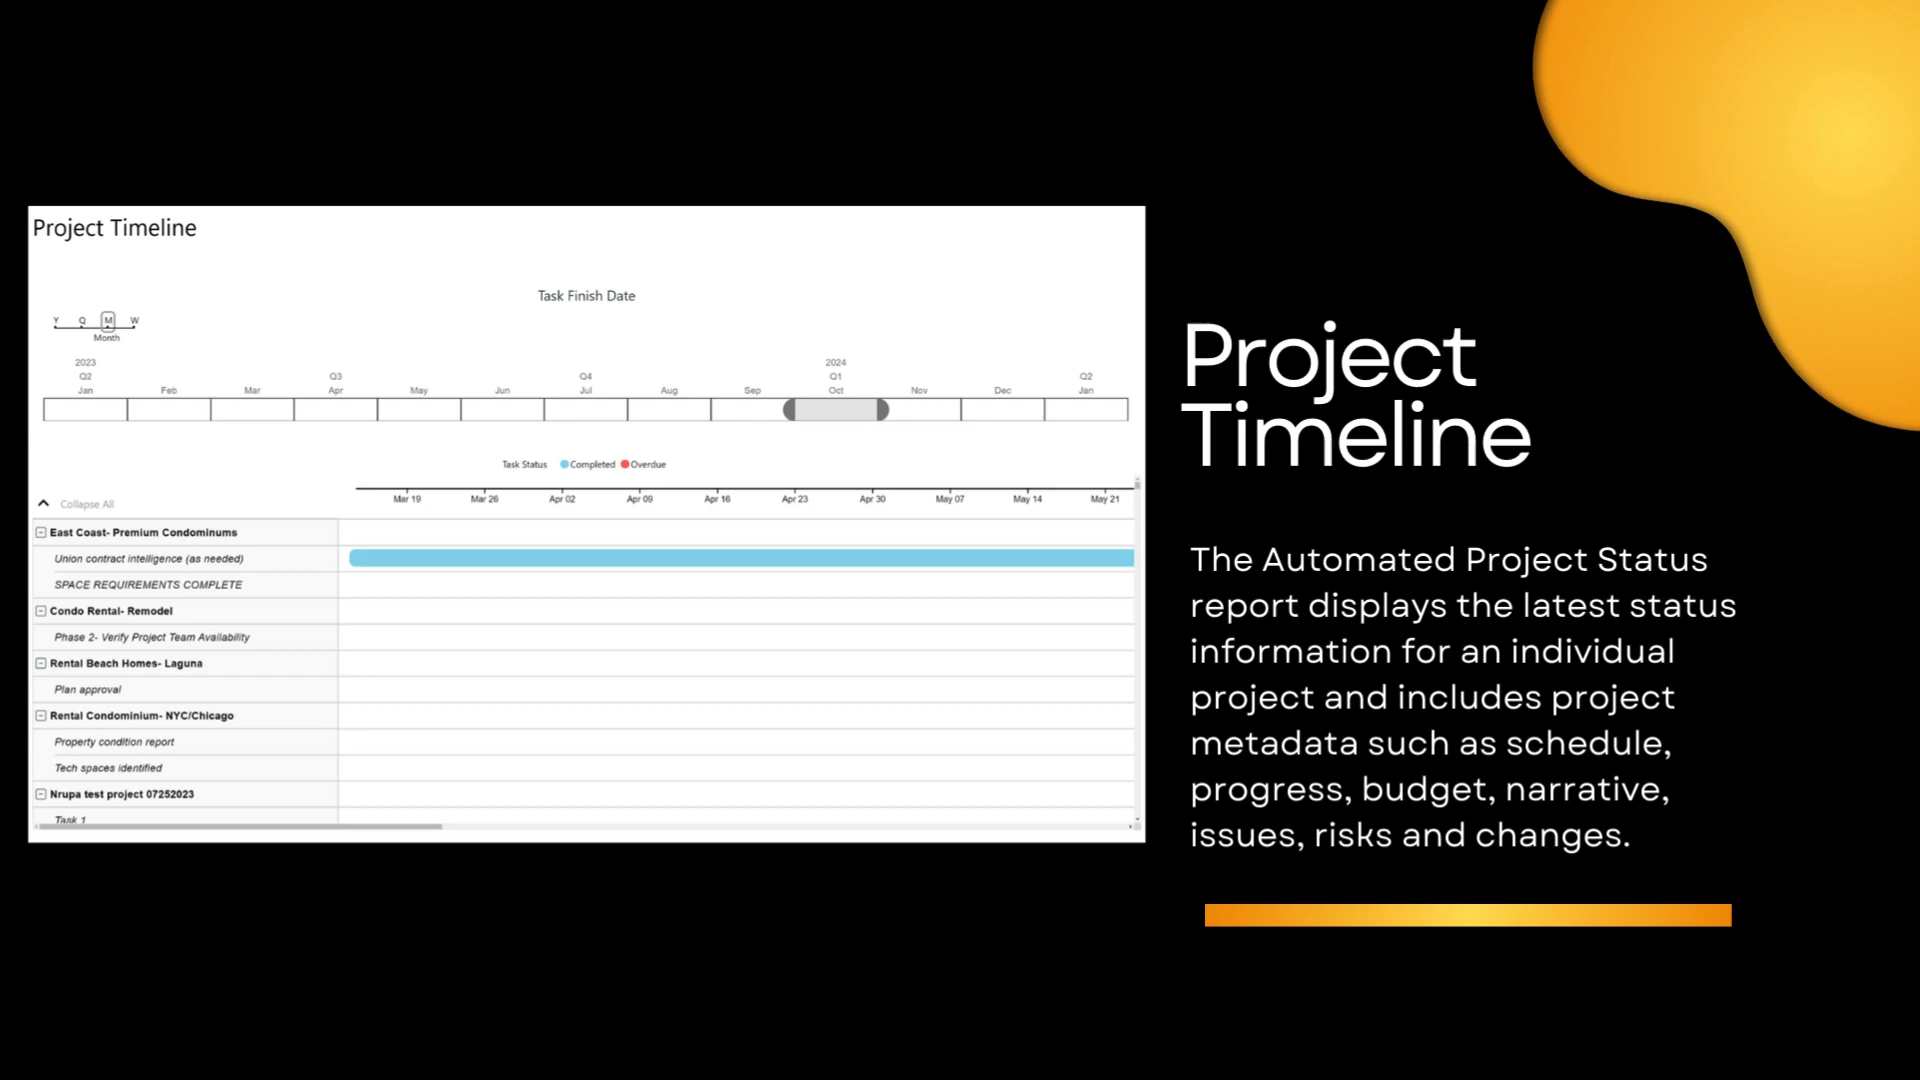 Project Timeline
Task Finish Date
Y Q M W
Month
2023 2024
Q2 Q3 Q4 Q1 Q2
Jan Feb Mar Apr May Jun Jul Aug Sep Oct Nov Dec Jan
Task Status Completed Overdue
Mar 19 Mar 26 Apr 02 Apr 09 Apr 16 Apr 23 Apr 30 May 07 May 14 May 21
Collapse All
East Coast- Premium Condominums
Union contract intelligence (as needed)
SPACE REQUIREMENTS COMPLETE
Condo Rental- Remodel
Phase 2- Verify Project Team Availability
Rental Beach Homes- Laguna
Plan approval
Rental Condominium- NYC/Chicago
Property condition report
Tech spaces identified
Nrupa test project 07252023
Task 1
Project
Timeline
The Automated Project Status
report displays the latest status
information for an individual
project and includes project
metadata such as schedule,
progress, budget, narrative,
issues, risks and changes.